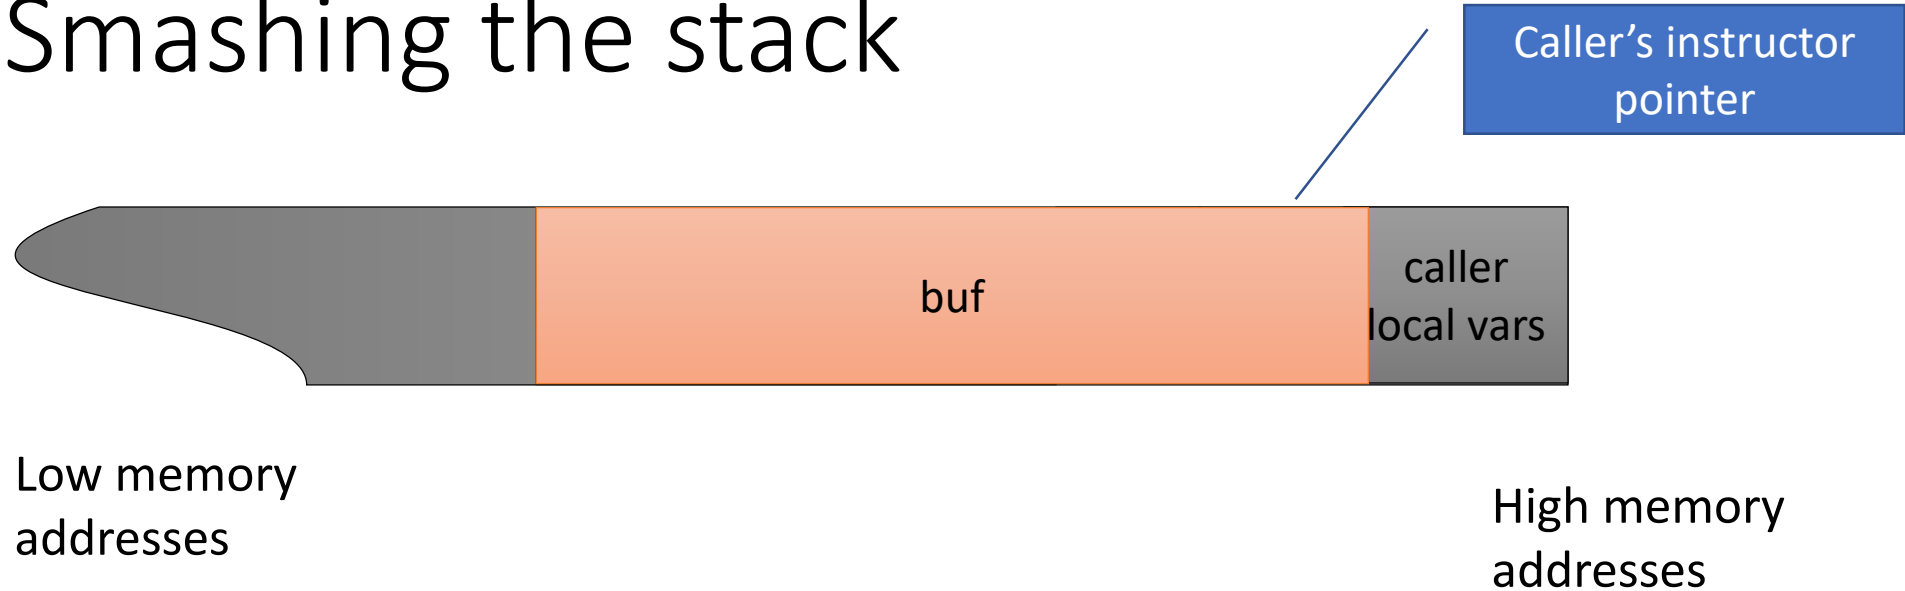 Smashing the stack
Caller’s instructor
pointer
buf
caller
local vars
Low memory
addresses
High memory
addresses